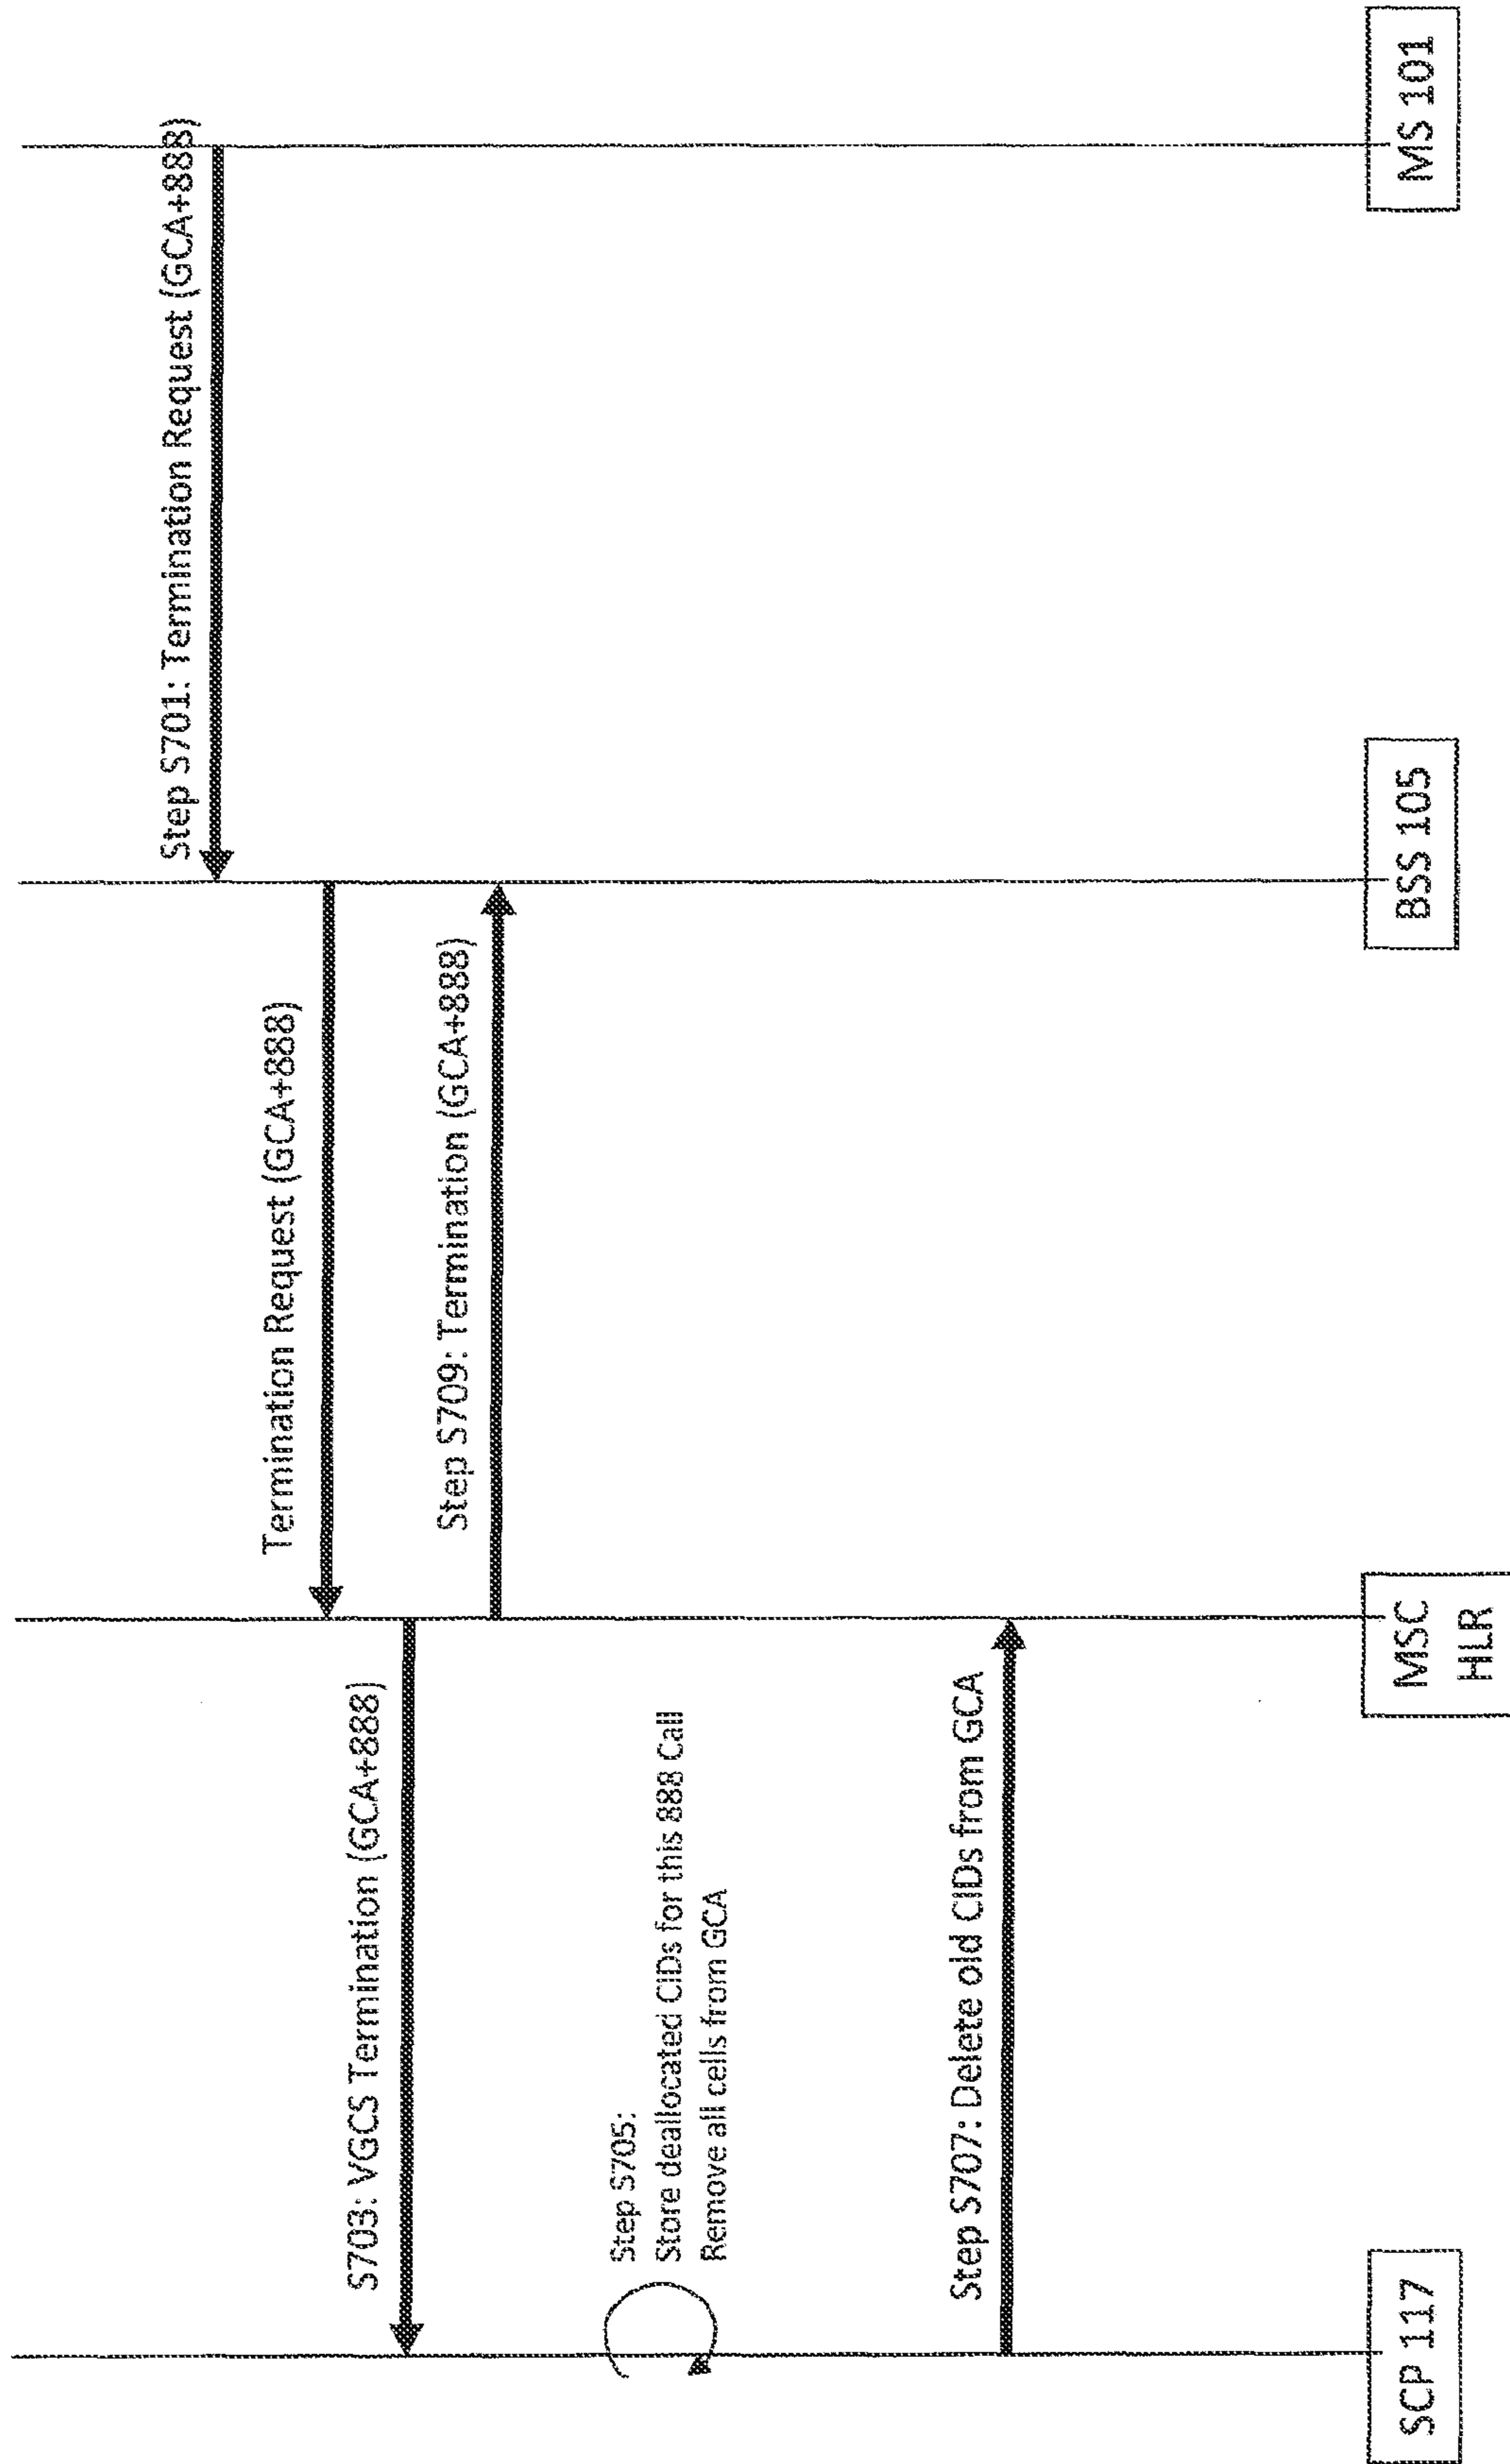 Step S701: Termination Request (GCA+888)
Termination Request (GCA+888)
S703: VGCS Termination (GCA+888)
Step S709: Termination (GCA+888)
Step S705:
Store deallocated CIDs for this 888 Call
Remove all cells from GCA
Step S707: Delete old CIDs from GCA
SCP 117
MSC
HLR
BSS 105
MS 101